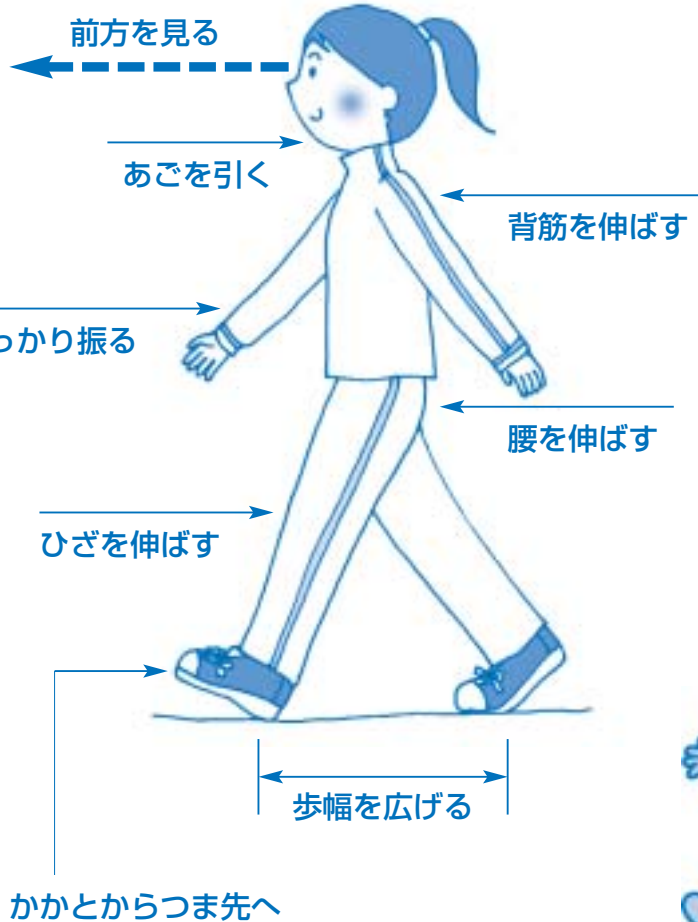 前方を見る
あごを引く
背筋を伸ばす
っかり振る
腰を伸ばす
ひざを伸ばす
歩幅を広げる
かかとからつま先へ